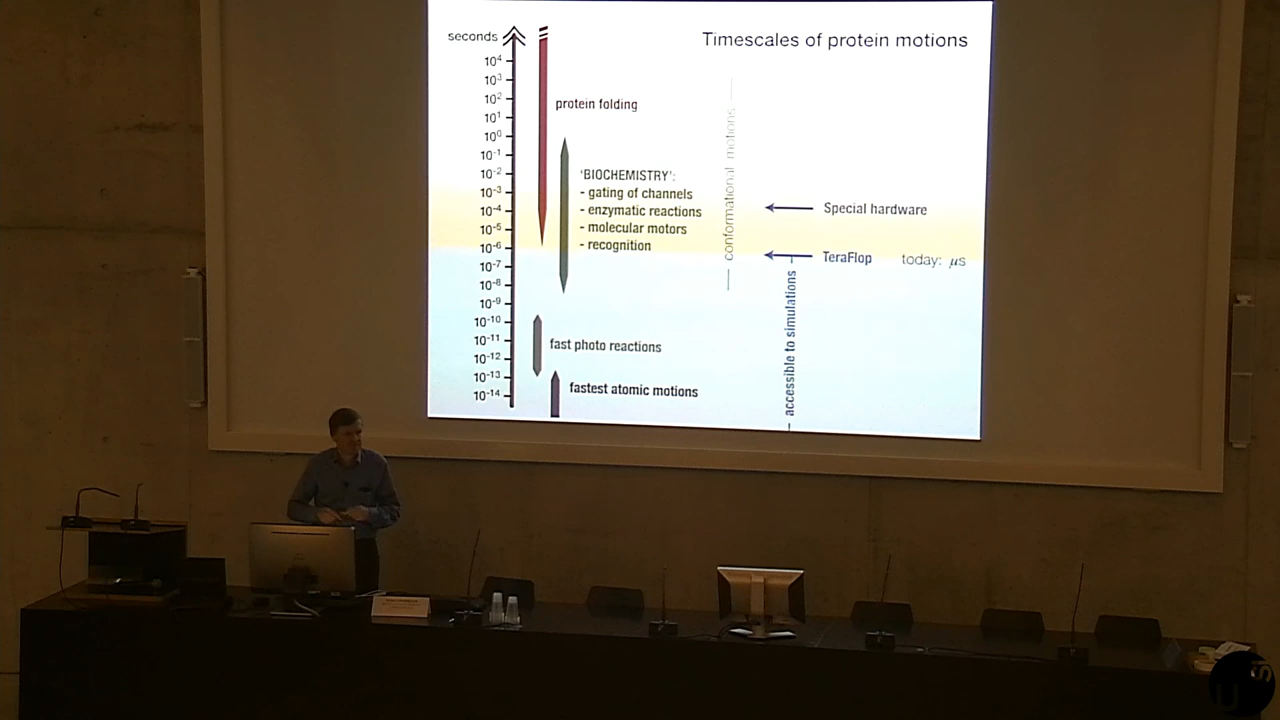 Timescales of protein motions
seconds
10⁴
10³
10²
10¹
10⁰
10⁻¹
10⁻²
10⁻³
10⁻⁴
10⁻⁵
10⁻⁶
10⁻⁷
10⁻⁸
10⁻⁹
10⁻¹⁰
10⁻¹¹
10⁻¹²
10⁻¹³
10⁻¹⁴
protein folding
'BIOCHEMISTRY':
- gating of channels
- enzymatic reactions
- molecular motors
- recognition
fast photo reactions
fastest atomic motions
conformational motions
Special hardware
TeraFlop today: μs
accessible to simulations